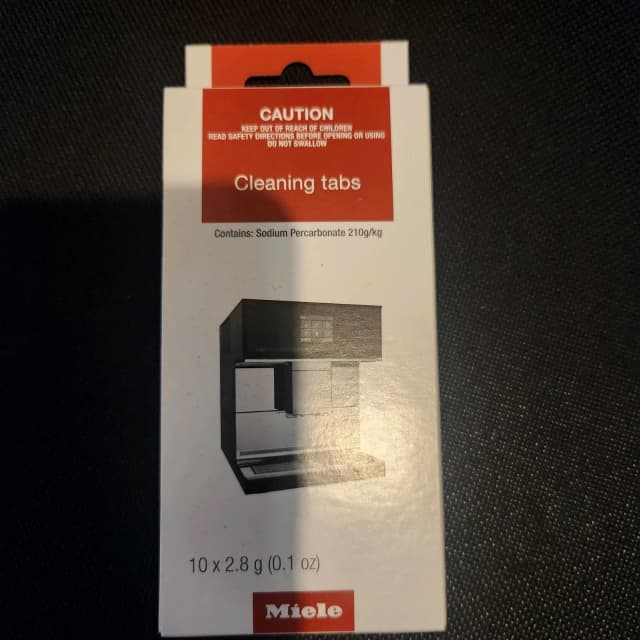 CAUTION
KEEP OUT OF REACH OF CHILDREN
READ SAFETY DIRECTIONS BEFORE OPENING OR USING
DO NOT SWALLOW
Cleaning tabs
Contains: Sodium Percarbonate 210g/kg
10 x 2.8 g (0.1 oz)
Miele